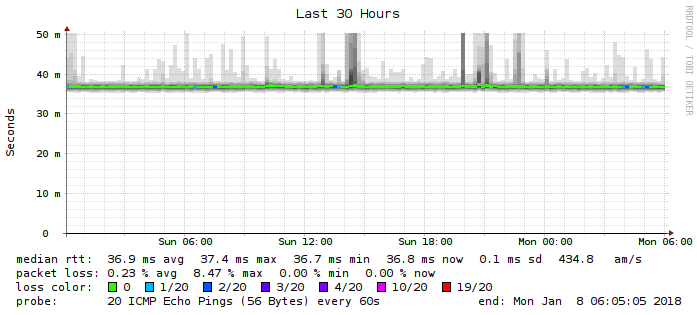 Last 30 Hours
RRDTOOL / TOBI OETIKER
Seconds
50 m
40 m
30 m
20 m
10 m
0
Sun 06:00 Sun 12:00 Sun 18:00 Mon 00:00 Mon 06:00
median rtt: 36.9 ms avg 37.4 ms max 36.7 ms min 36.8 ms now 0.1 ms sd 434.8 am/s
packet loss: 0.23 % avg 8.47 % max 0.00 % min 0.00 % now
loss color: 0 1/20 2/20 3/20 4/20 10/20 19/20
probe: 20 ICMP Echo Pings (56 Bytes) every 60s end: Mon Jan 8 06:05:05 2018